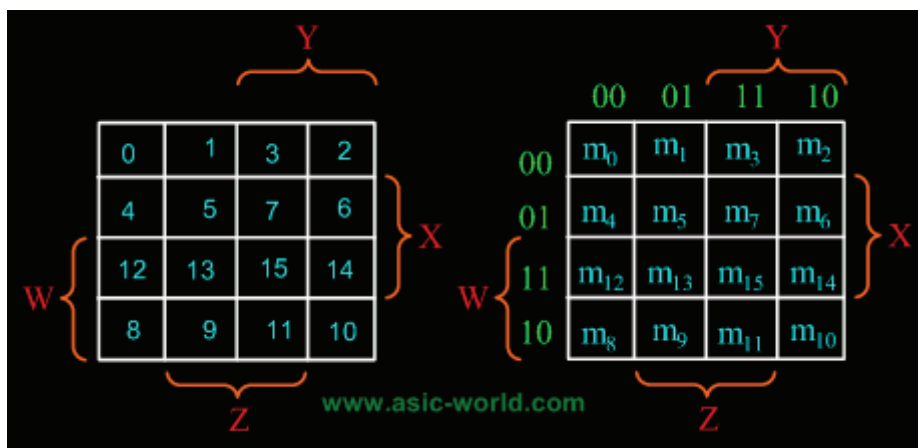 Y Y
00 01 11 10
0 1 3 2 00 m0 m1 m3 m2
4 5 7 6 X 01 m4 m5 m7 m6 X
W 12 13 15 14 W 11 m12 m13 m15 m14
8 9 11 10 10 m8 m9 m11 m10
Z www.asic-world.com Z